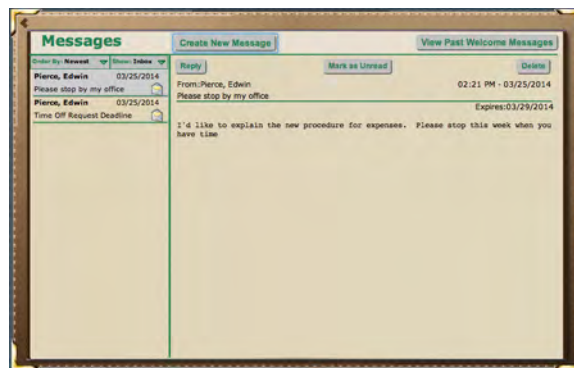 Messages
Create New Message
View Past Welcome Messages
Order By: Newest
Show: Inbox
Pierce, Edwin 03/25/2014
Please stop by my office
Pierce, Edwin 03/25/2014
Time Off Request Deadline
Reply
Mark as Unread
Delete
From:Pierce, Edwin 02:21 PM - 03/25/2014
Please stop by my office
Expires:03/29/2014
I'd like to explain the new procedure for expenses. Please stop this week when you
have time